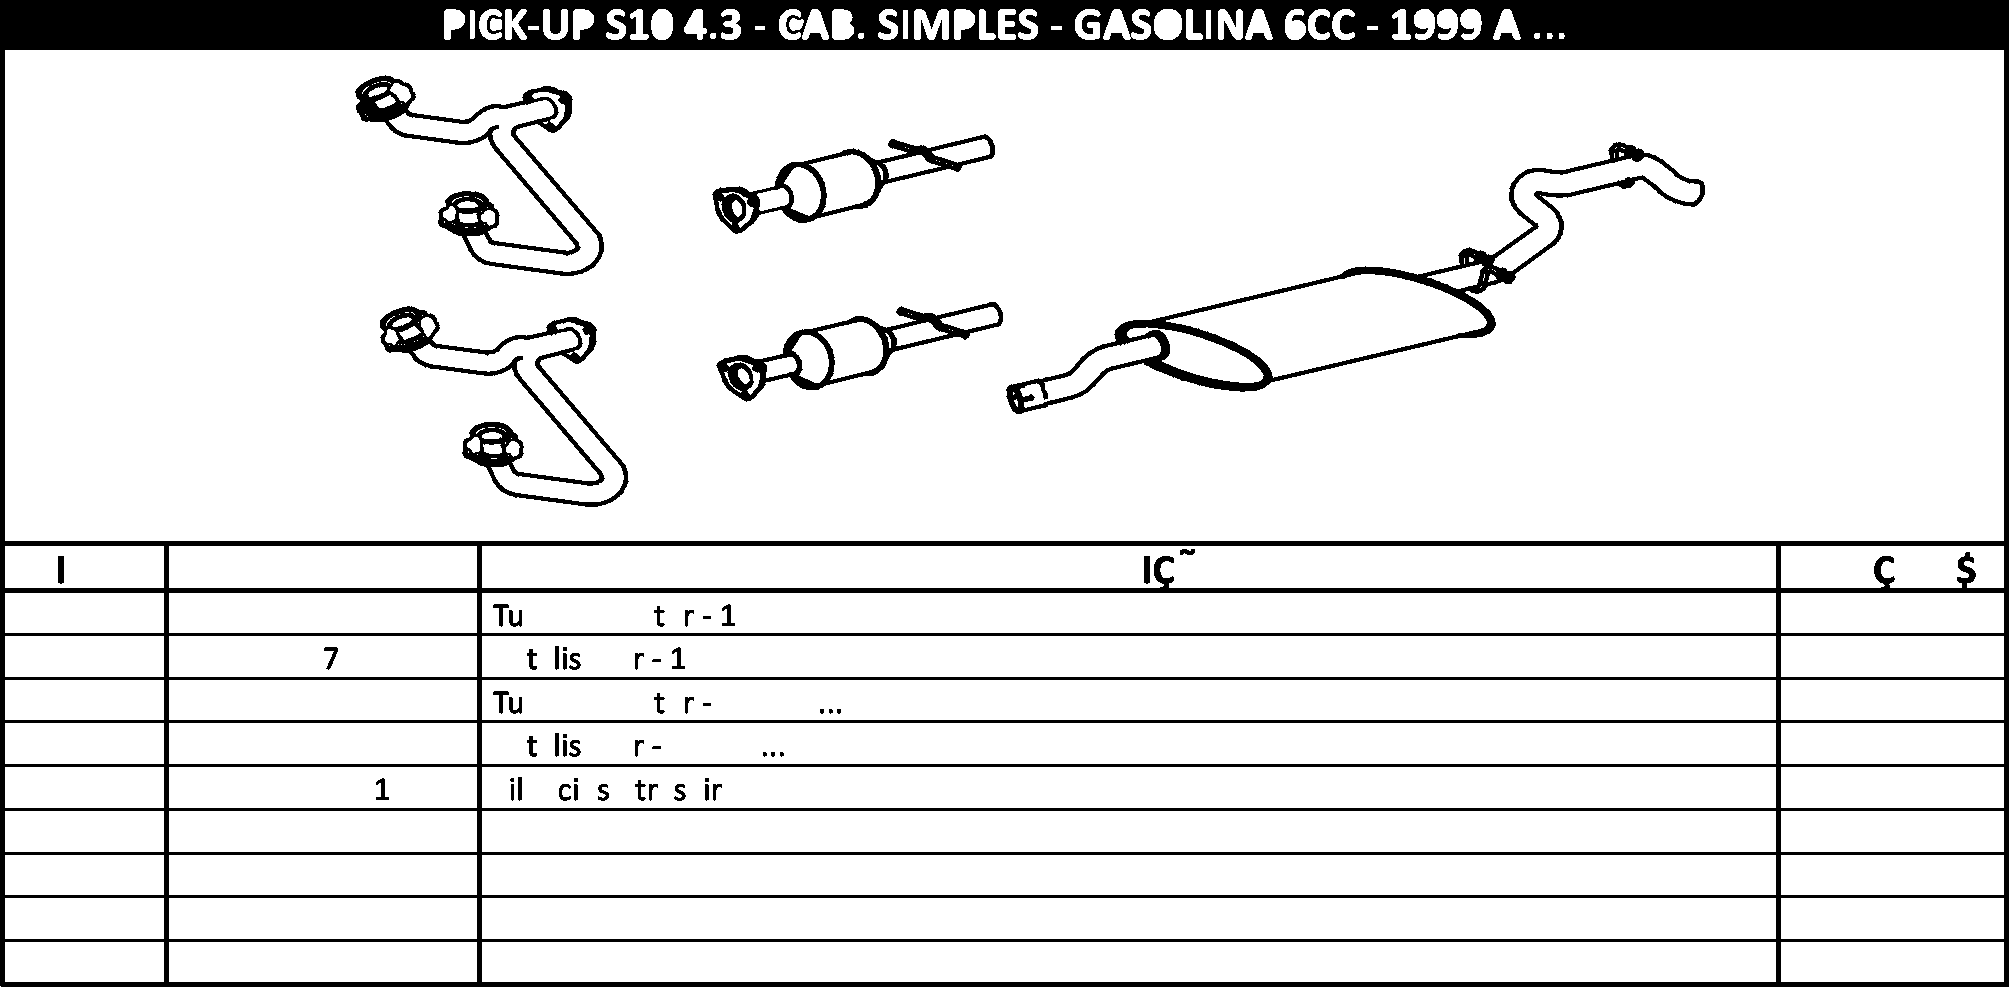 PICK-UP S10 4.3 - CAB. SIMPLES - GASOLINA 6CC - 1999 A ...
I IÇ˜ Ç $
Tu t r - 1
7 t lis r - 1
Tu t r - ...
t lis r - ...
1 il ci s tr s ir